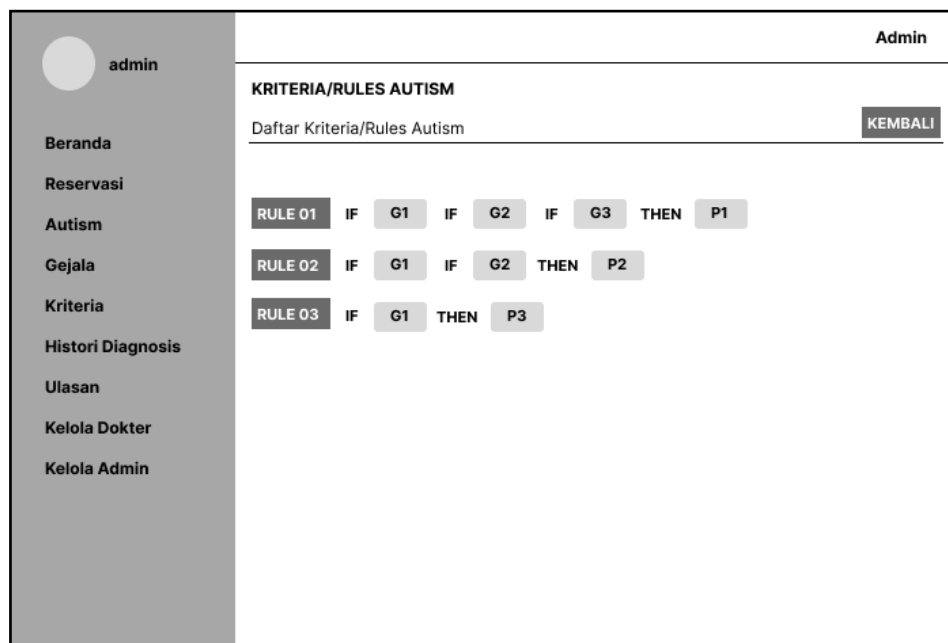 admin
Beranda
Reservasi
Autism
Gejala
Kriteria
Histori Diagnosis
Ulasan
Kelola Dokter
Kelola Admin
Admin
KRITERIA/RULES AUTISM
Daftar Kriteria/Rules Autism
KEMBALI
RULE 01 IF G1 IF G2 IF G3 THEN P1
RULE 02 IF G1 IF G2 THEN P2
RULE 03 IF G1 THEN P3